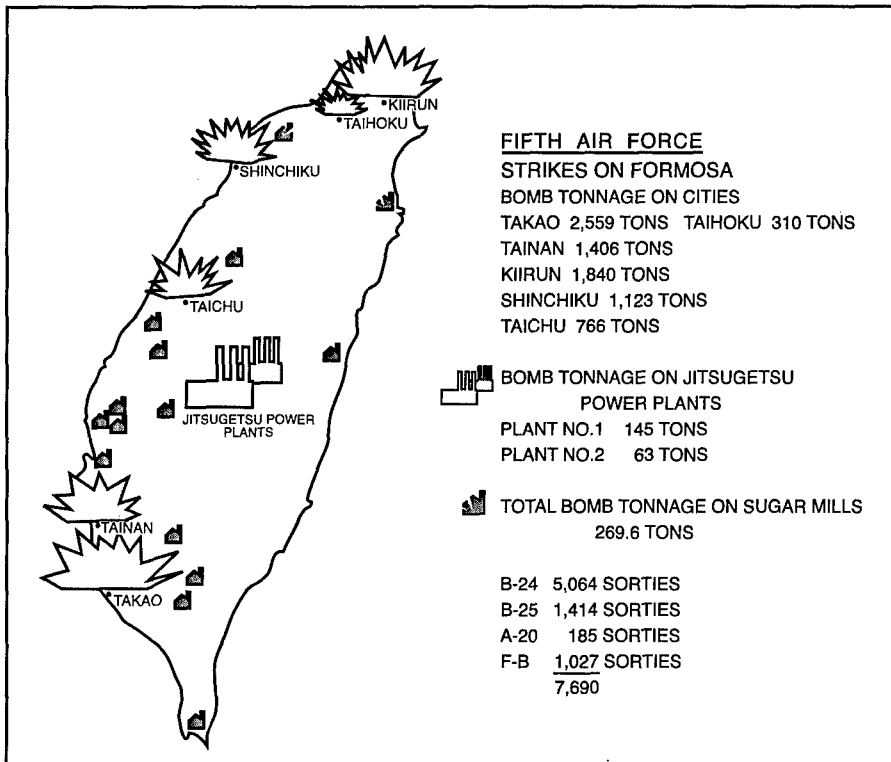 KIIRUN
TAIHOKU
SHINCHIKU
TAICHU
JITSUGETSU POWER
PLANTS
TAINAN
TAKAO
FIFTH AIR FORCE
STRIKES ON FORMOSA
BOMB TONNAGE ON CITIES
TAKAO 2,559 TONS TAIHOKU 310 TONS
TAINAN 1,406 TONS
KIIRUN 1,840 TONS
SHINCHIKU 1,123 TONS
TAICHU 766 TONS
BOMB TONNAGE ON JITSUGETSU
POWER PLANTS
PLANT NO.1 145 TONS
PLANT NO.2 63 TONS
TOTAL BOMB TONNAGE ON SUGAR MILLS
269.6 TONS
B-24 5,064 SORTIES
B-25 1,414 SORTIES
A-20 185 SORTIES
F-B 1,027 SORTIES
7,690